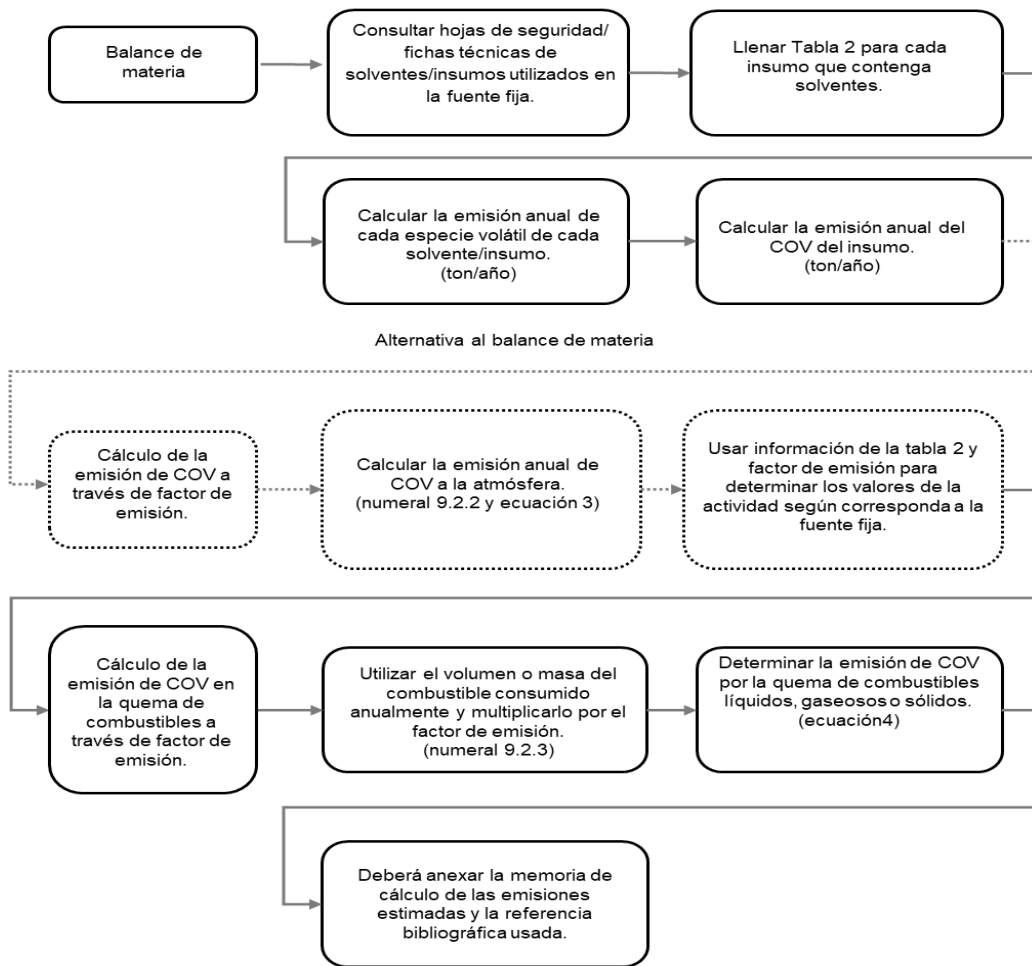 Balance de
materia
Consultar hojas de seguridad/
fichas técnicas de
solventes/insumos utilizados en
la fuente fija.
Llenar Tabla 2 para cada
insumo que contenga
solventes.
Calcular la emisión anual de
cada especie volátil de cada
solvente/insumo.
(ton/año)
Calcular la emisión anual del
COV del insumo.
(ton/año)
Alternativa al balance de materia
Cálculo de la
emisión de COV a
través de factor de
emisión.
Calcular la emisión anual de
COV a la atmósfera.
(numeral 9.2.2 y ecuación 3)
Usar información de la tabla 2 y
factor de emisión para
determinar los valores de la
actividad según corresponda a la
fuente fija.
Cálculo de la
emisión de COV en
la quema de
combustibles a
través de factor de
emisión.
Utilizar el volumen o masa del
combustible consumido
anualmente y multiplicarlo por el
factor de emisión.
(numeral 9.2.3)
Determinar la emisión de COV
por la quema de combustibles
líquidos, gaseosos o sólidos.
(ecuación4)
Deberá anexar la memoria de
cálculo de las emisiones
estimadas y la referencia
bibliográfica usada.